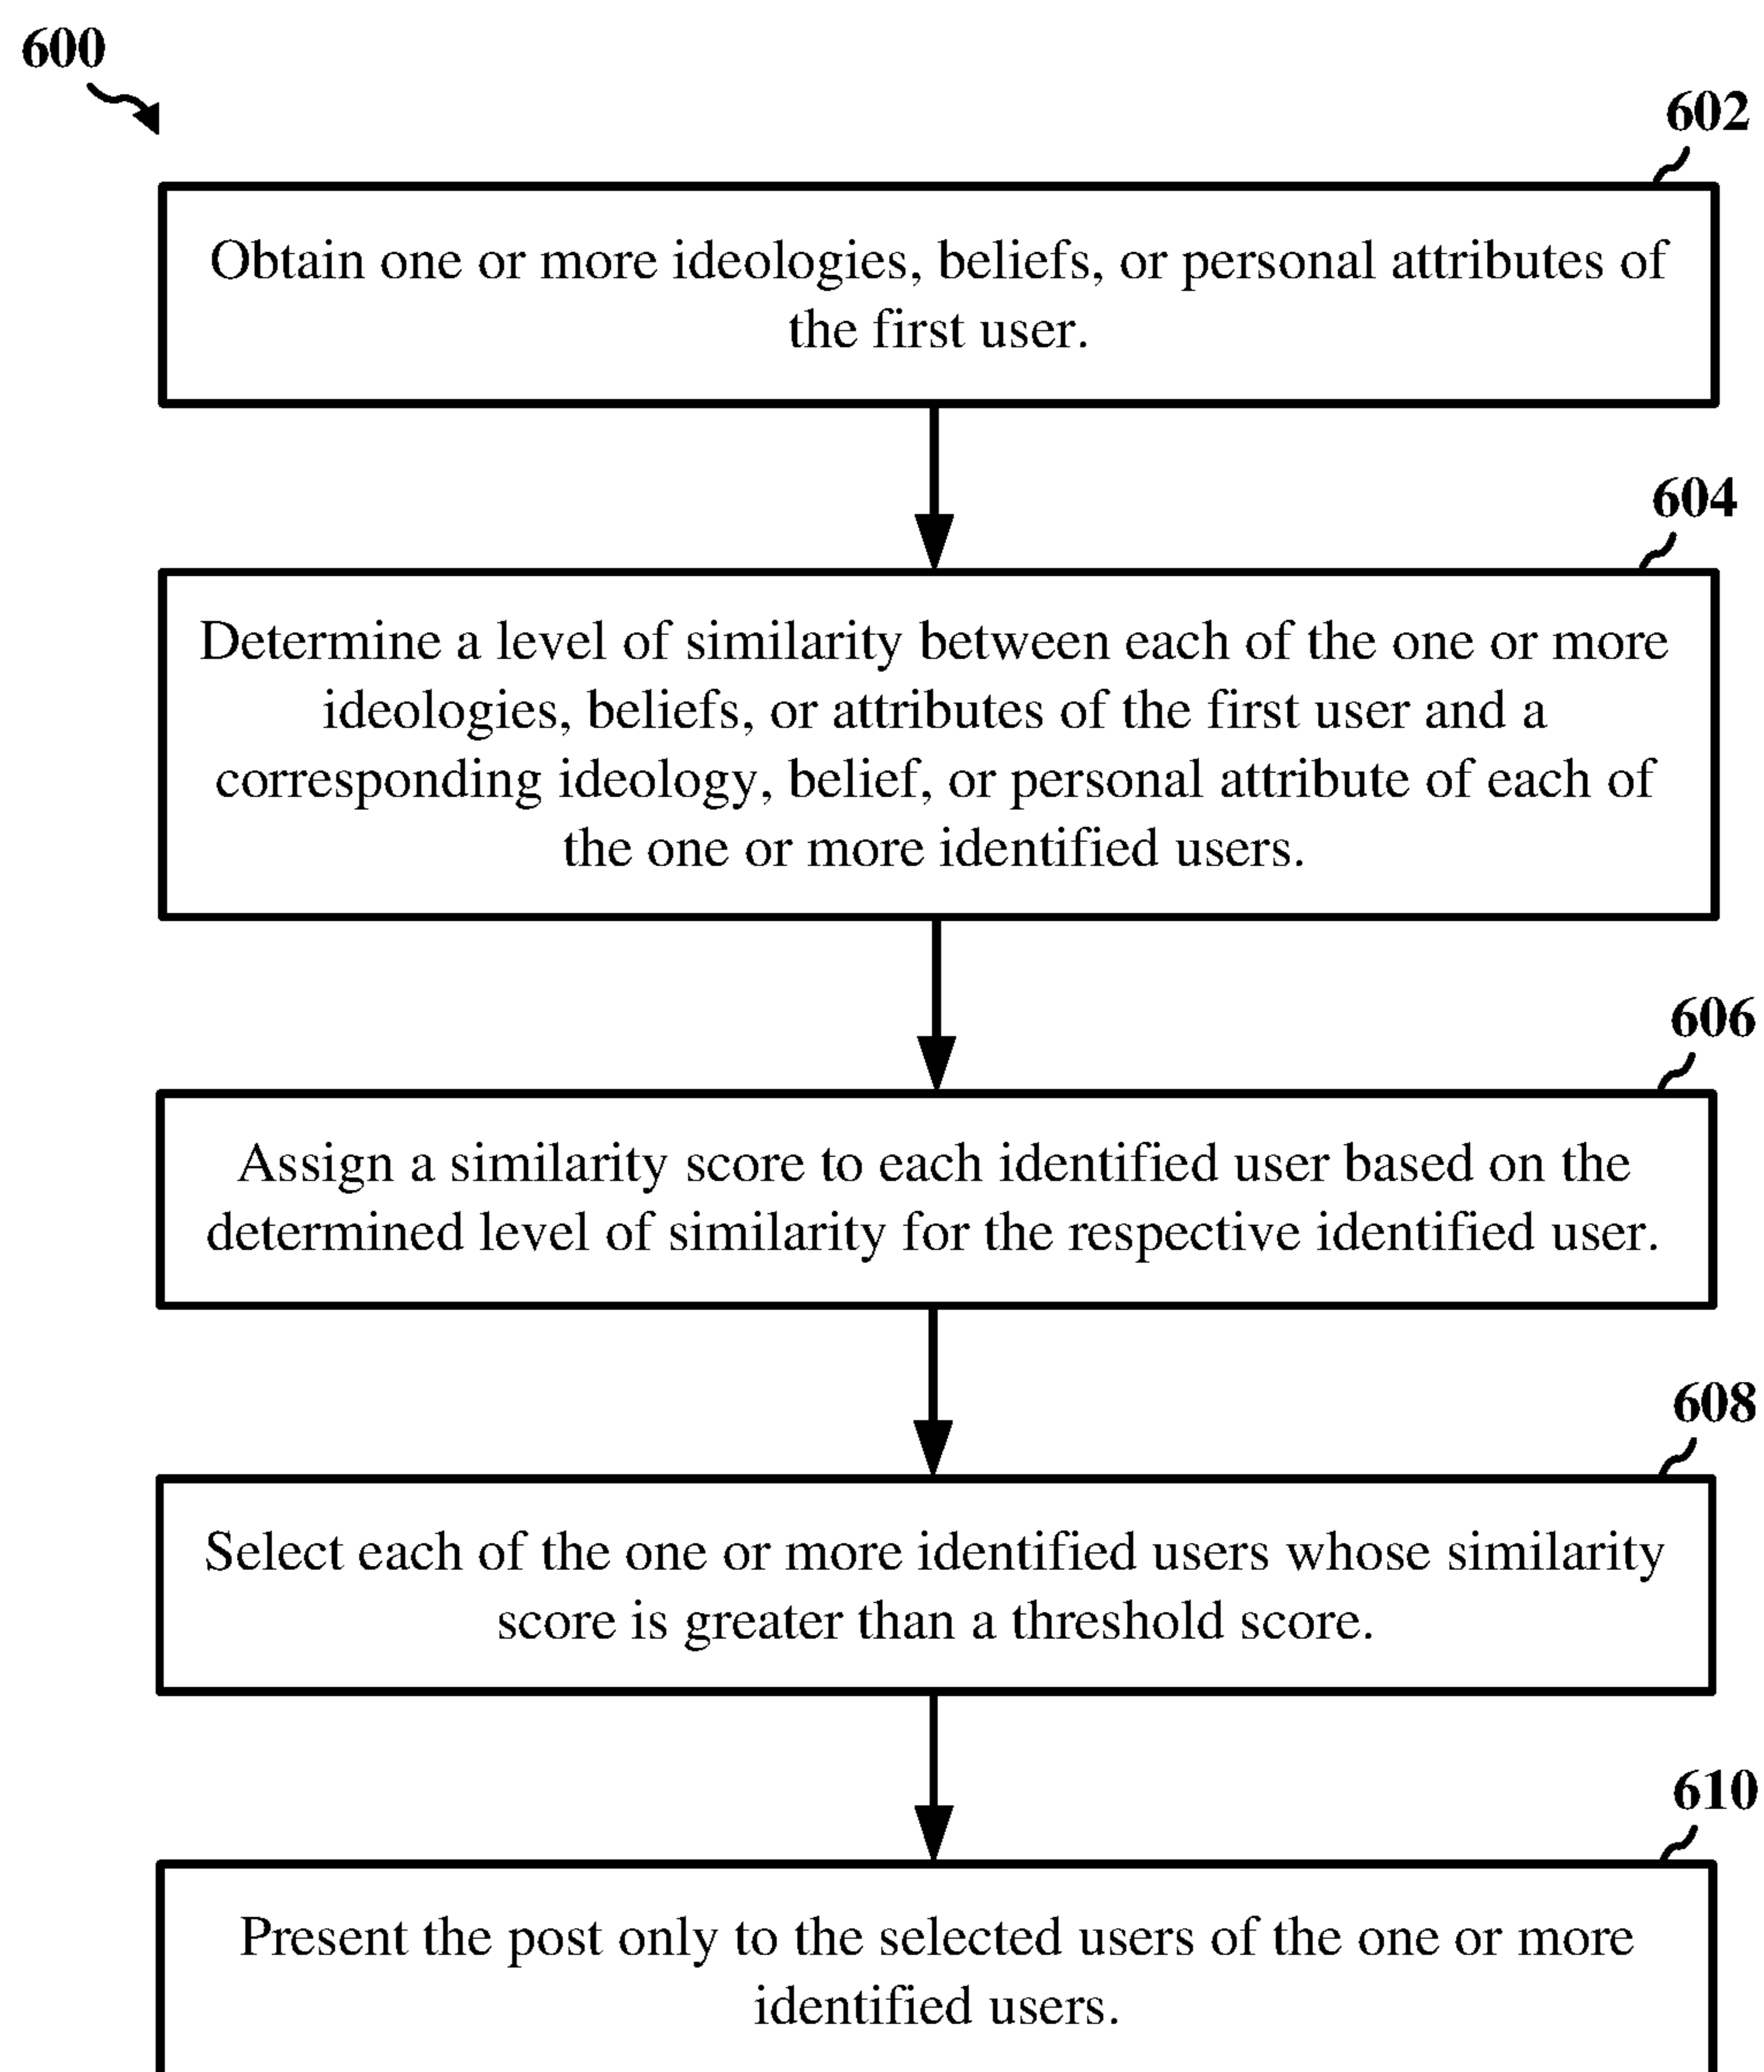 600
602
Obtain one or more ideologies, beliefs, or personal attributes of
the first user.
604
Determine a level of similarity between each of the one or more
ideologies, beliefs, or attributes of the first user and a
corresponding ideology, belief, or personal attribute of each of
the one or more identified users.
606
Assign a similarity score to each identified user based on the
determined level of similarity for the respective identified user.
608
Select each of the one or more identified users whose similarity
score is greater than a threshold score.
610
Present the post only to the selected users of the one or more
identified users.